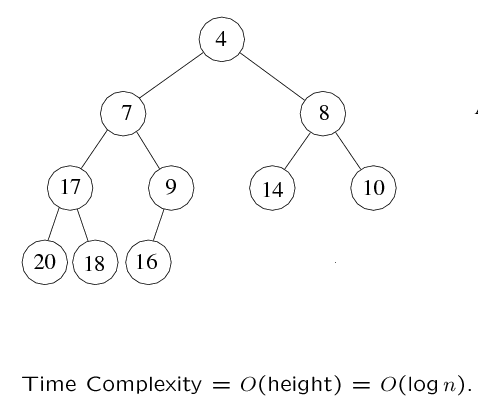 4
7 8
17 9 14 10
20 18 16
Time Complexity = O(height) = O(log n).